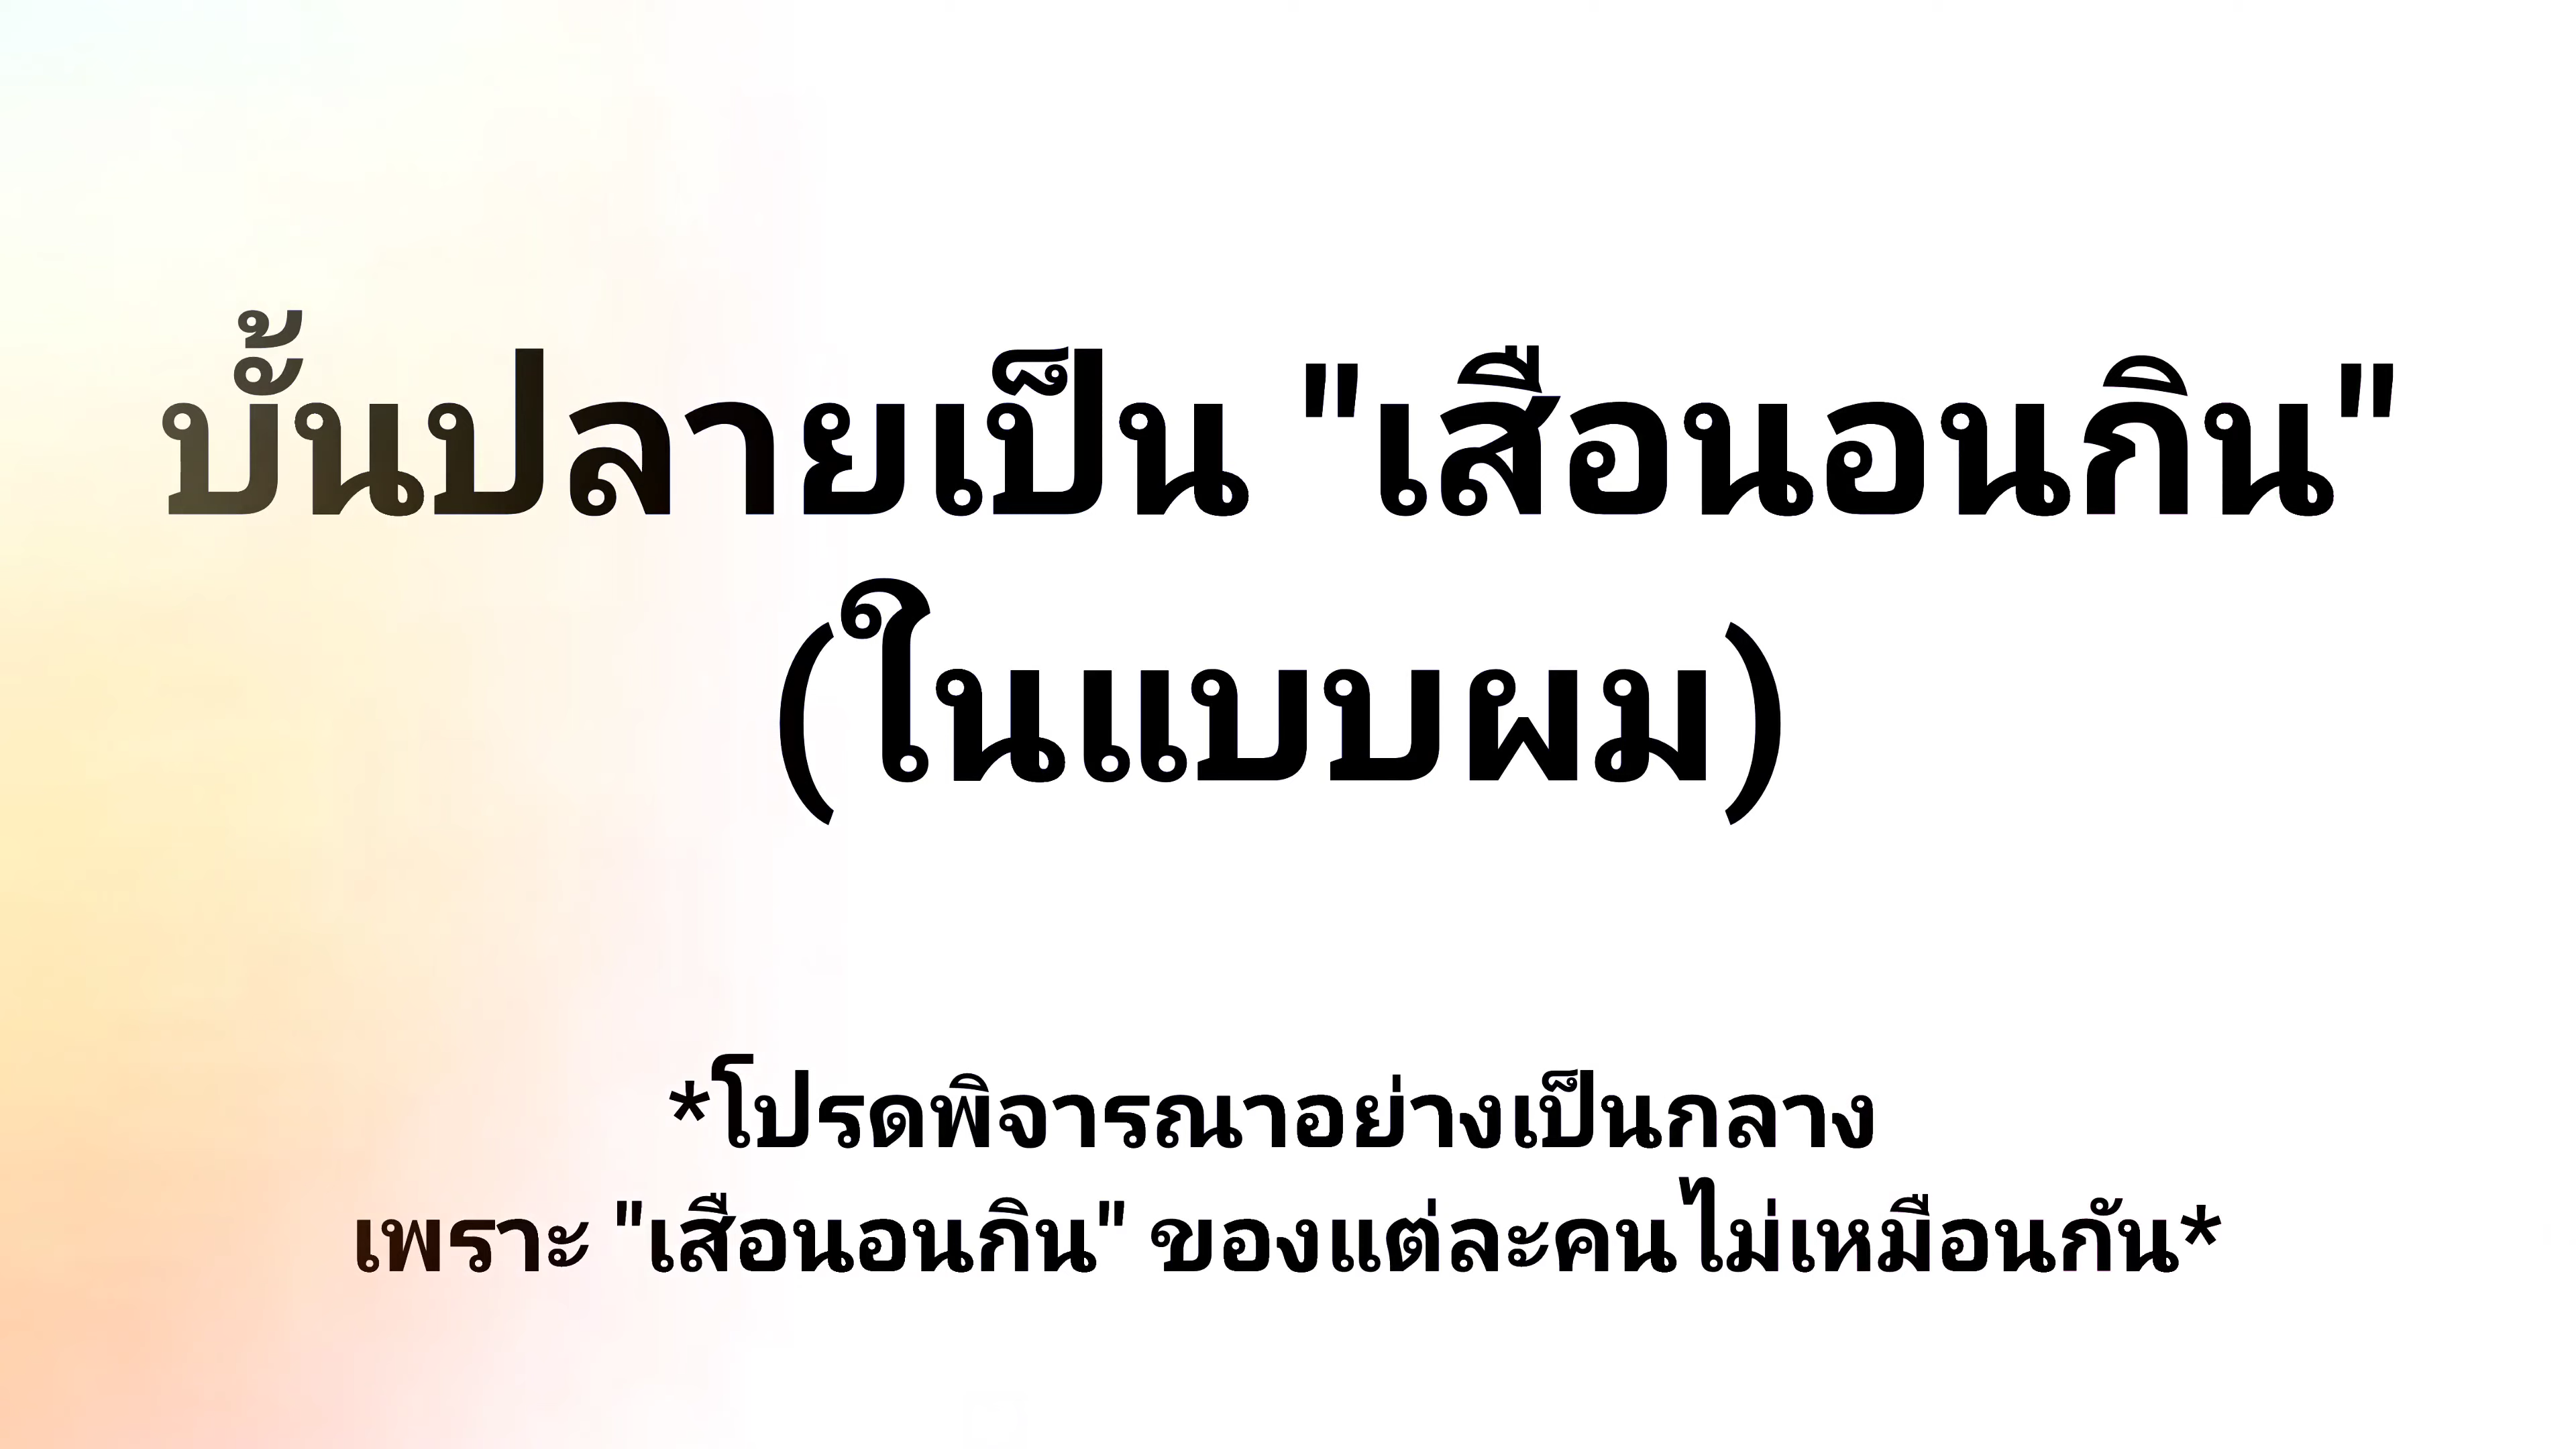 บั้นปลายเป็น "เสือนอนกิน"
(ในแบบผม)
*โปรดพิจารณาอย่างเป็นกลาง
เพราะ "เสือนอนกิน" ของแต่ละคนไม่เหมือนกัน*